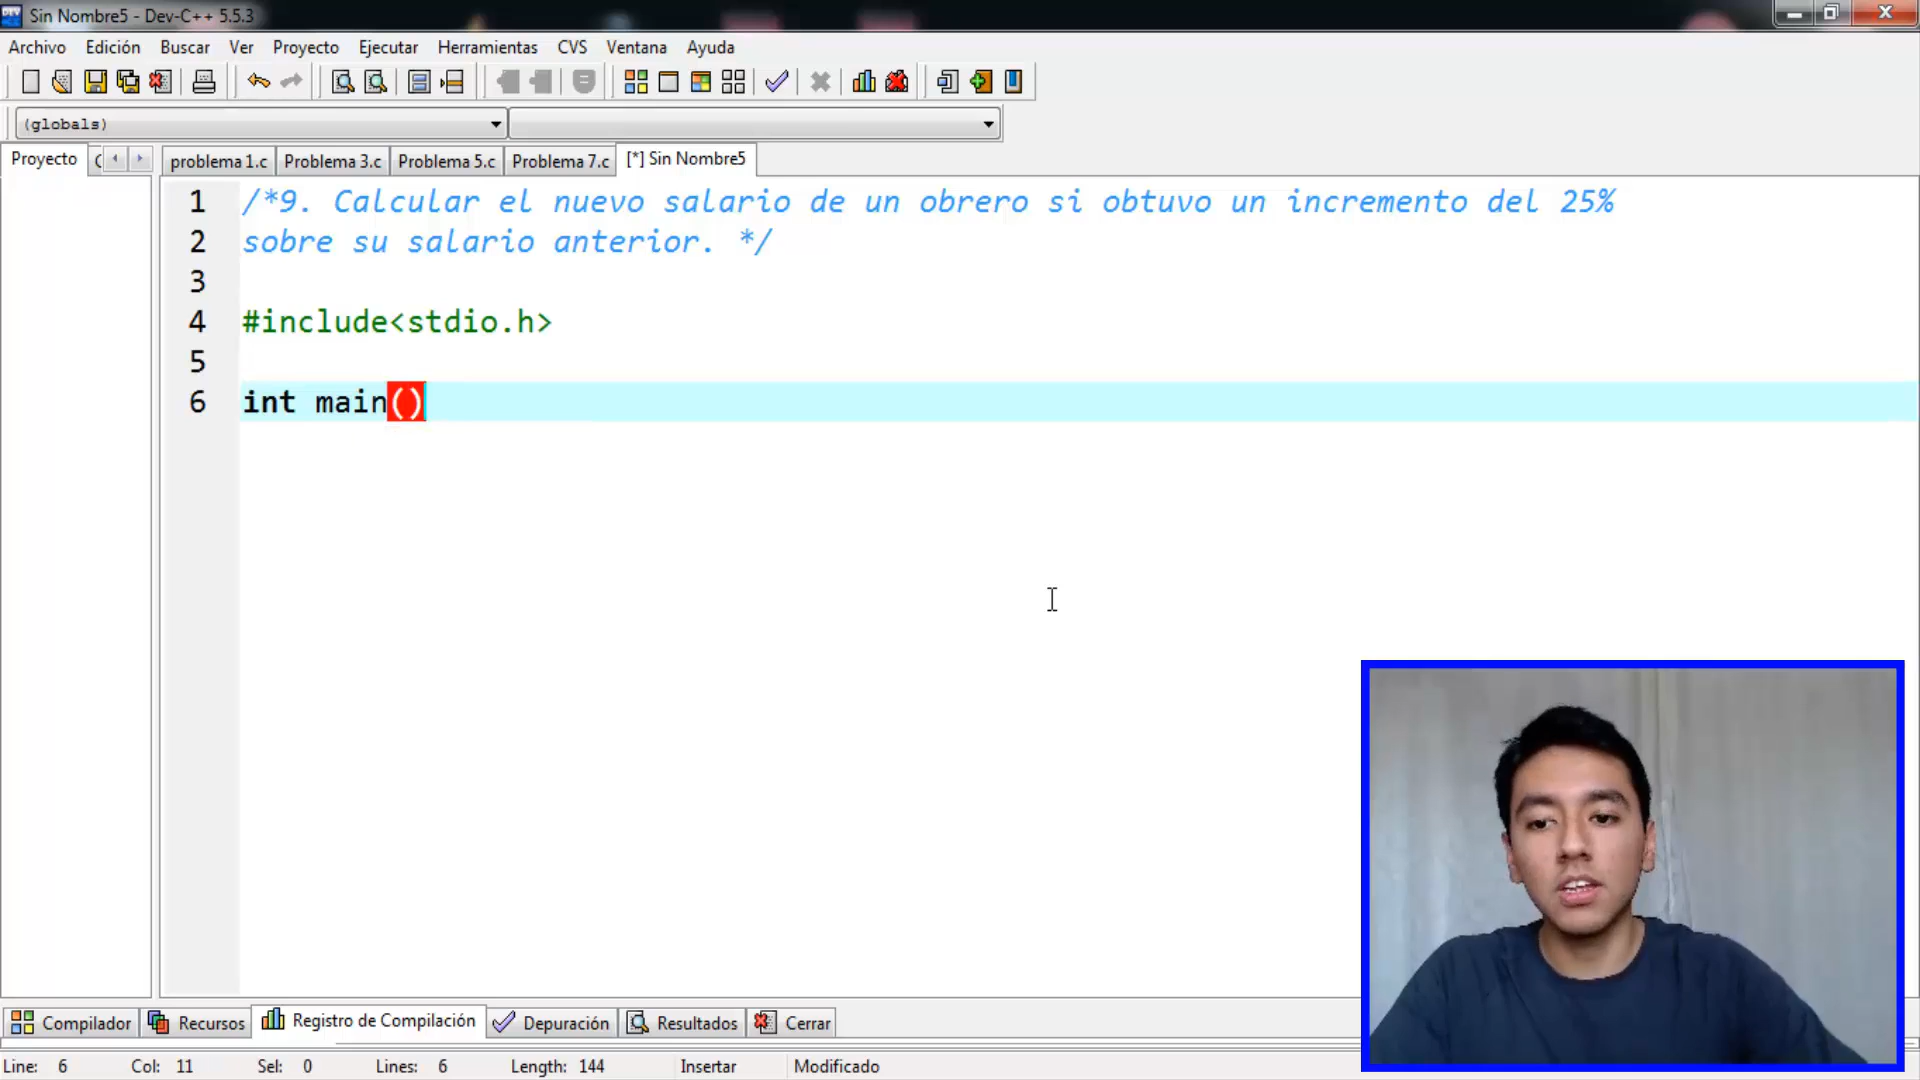 Sin Nombre5 - Dev-C++ 5.5.3
Archivo Edición Buscar Ver Proyecto Ejecutar Herramientas CVS Ventana Ayuda
(globals)
Proyecto problema 1.c Problema 3.c Problema 5.c Problema 7.c [*] Sin Nombre5
1 /*9. Calcular el nuevo salario de un obrero si obtuvo un incremento del 25%
2 sobre su salario anterior. */
3
4 #include<stdio.h>
5
6 int main()
Compilador Recursos Registro de Compilación Depuración Resultados Cerrar
Line: 6 Col: 11 Sel: 0 Lines: 6 Length: 144 Insertar Modificado